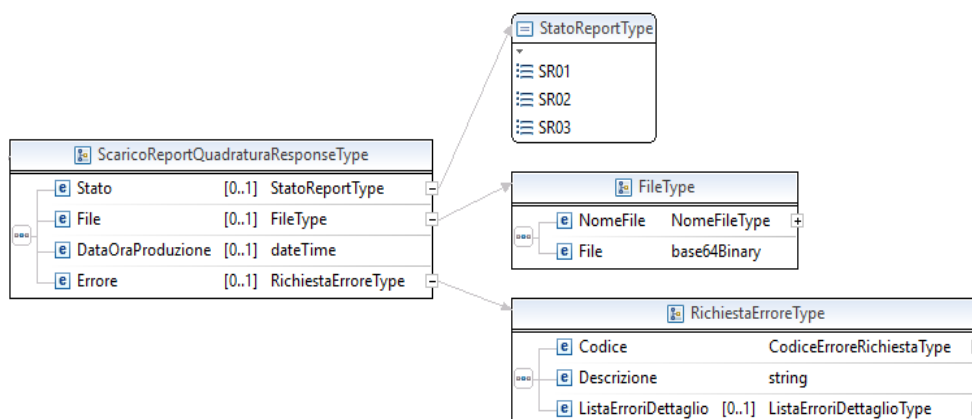 StatoReportType
SR01
SR02
SR03
ScaricoReportQuadraturaResponseType
e Stato [0..1] StatoReportType
e File [0..1] FileType
e DataOraProduzione [0..1] dateTime
e Errore [0..1] RichiestaErroreType
FileType
e NomeFile NomeFileType
e File base64Binary
RichiestaErroreType
e Codice CodiceErroreRichiestaType
e Descrizione string
e ListaErroriDettaglio [0..1] ListaErroriDettaglioType